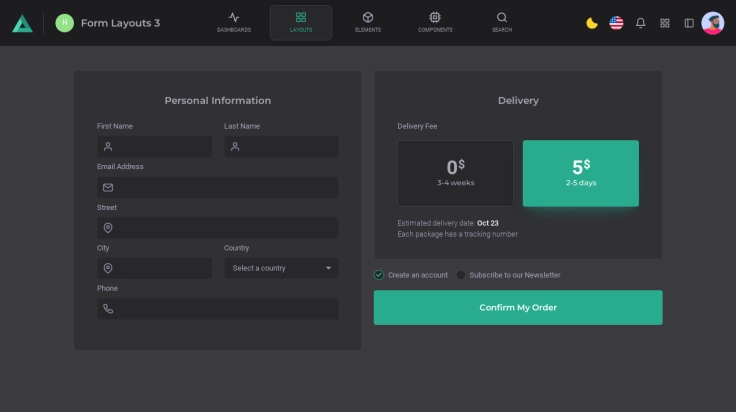 H
Form Layouts 3
DASHBOARDS
LAYOUTS
ELEMENTS
COMPONENTS
SEARCH
Personal Information
First Name
Last Name
Email Address
Street
City
Country
Select a country
Phone
Delivery
Delivery Fee
0$
3-4 weeks
5$
2-5 days
Estimated delivery date: Oct 23
Each package has a tracking number
Create an account
Subscribe to our Newsletter
Confirm My Order